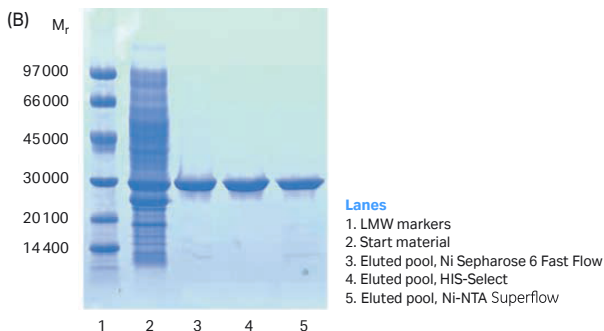 (B)
Mr
97000
66000
45000
30000
20100
14400
1 2 3 4 5
Lanes
1. LMW markers
2. Start material
3. Eluted pool, Ni Sepharose 6 Fast Flow
4. Eluted pool, HIS-Select
5. Eluted pool, Ni-NTA Superflow